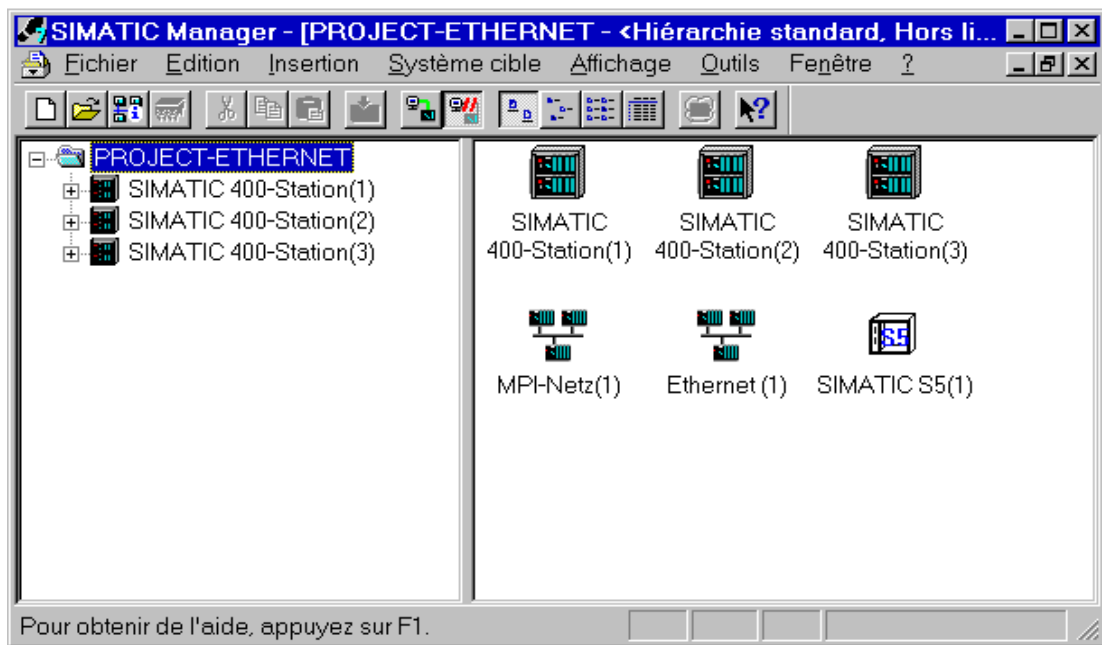 SIMATIC Manager - [PROJECT-ETHERNET - <Hiérarchie standard, Hors li...
Fichier Edition Insertion Système cible Affichage Outils Fenêtre ?
PROJECT-ETHERNET
SIMATIC 400-Station(1)
SIMATIC 400-Station(2)
SIMATIC 400-Station(3)
SIMATIC
400-Station(1)
SIMATIC
400-Station(2)
SIMATIC
400-Station(3)
MPI-Netz(1)
Ethernet (1)
S5
SIMATIC S5(1)
Pour obtenir de l'aide, appuyez sur F1.